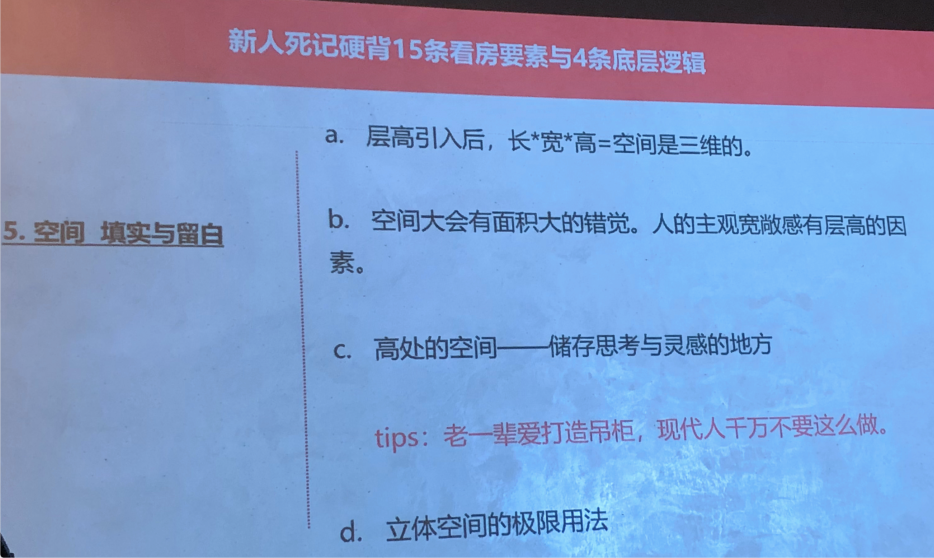 新人死记硬背15条看房要素与4条底层逻辑
a. 层高引入后，长*宽*高=空间是三维的。
5. 空间 填实与留白
b. 空间大会有面积大的错觉。人的主观宽敞感有层高的因
素。
c. 高处的空间——储存思考与灵感的地方
tips：老一辈爱打造吊柜，现代人千万不要这么做。
d. 立体空间的极限用法